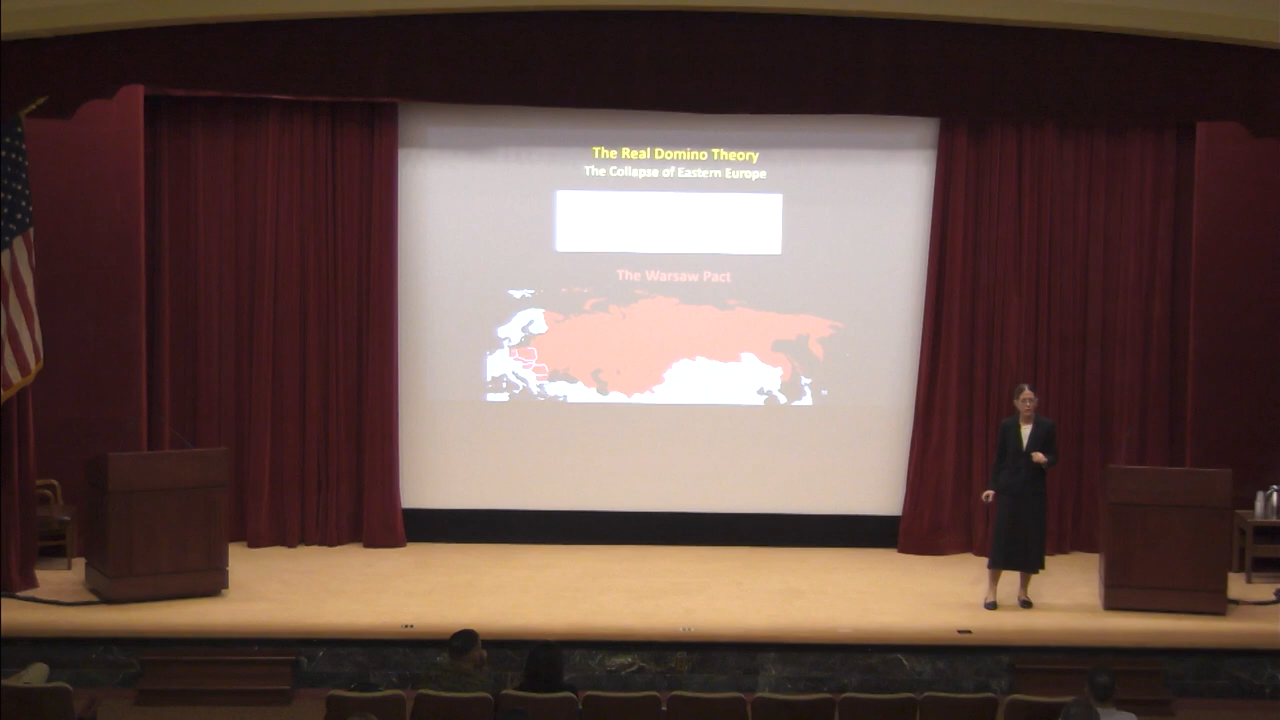 The Real Domino Theory
The Collapse of Eastern Europe
The Warsaw Pact